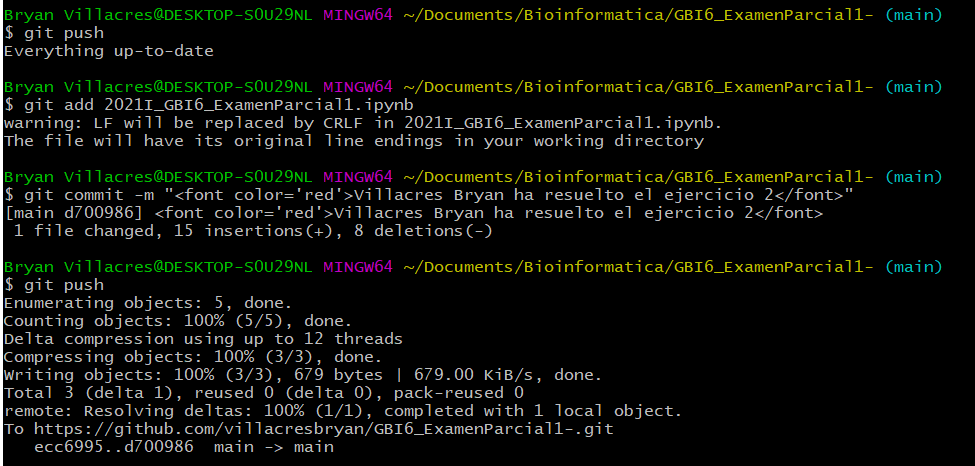 Bryan Villacres@DESKTOP-S0U29NL MINGW64 ~/Documents/Bioinformatica/GBI6_ExamenParcial1- (main)
$ git push
Everything up-to-date
Bryan Villacres@DESKTOP-S0U29NL MINGW64 ~/Documents/Bioinformatica/GBI6_ExamenParcial1- (main)
$ git add 2021I_GBI6_ExamenParcial1.ipynb
warning: LF will be replaced by CRLF in 2021I_GBI6_ExamenParcial1.ipynb.
The file will have its original line endings in your working directory
Bryan Villacres@DESKTOP-S0U29NL MINGW64 ~/Documents/Bioinformatica/GBI6_ExamenParcial1- (main)
$ git commit -m "<font color='red'>Villacres Bryan ha resuelto el ejercicio 2</font>"
[main d700986] <font color='red'>Villacres Bryan ha resuelto el ejercicio 2</font>
 1 file changed, 15 insertions(+), 8 deletions(-)
Bryan Villacres@DESKTOP-S0U29NL MINGW64 ~/Documents/Bioinformatica/GBI6_ExamenParcial1- (main)
$ git push
Enumerating objects: 5, done.
Counting objects: 100% (5/5), done.
Delta compression using up to 12 threads
Compressing objects: 100% (3/3), done.
Writing objects: 100% (3/3), 679 bytes | 679.00 KiB/s, done.
Total 3 (delta 1), reused 0 (delta 0), pack-reused 0
remote: Resolving deltas: 100% (1/1), completed with 1 local object.
To https://github.com/villacresbryan/GBI6_ExamenParcial1-.git
   ecc6995..d700986  main -> main